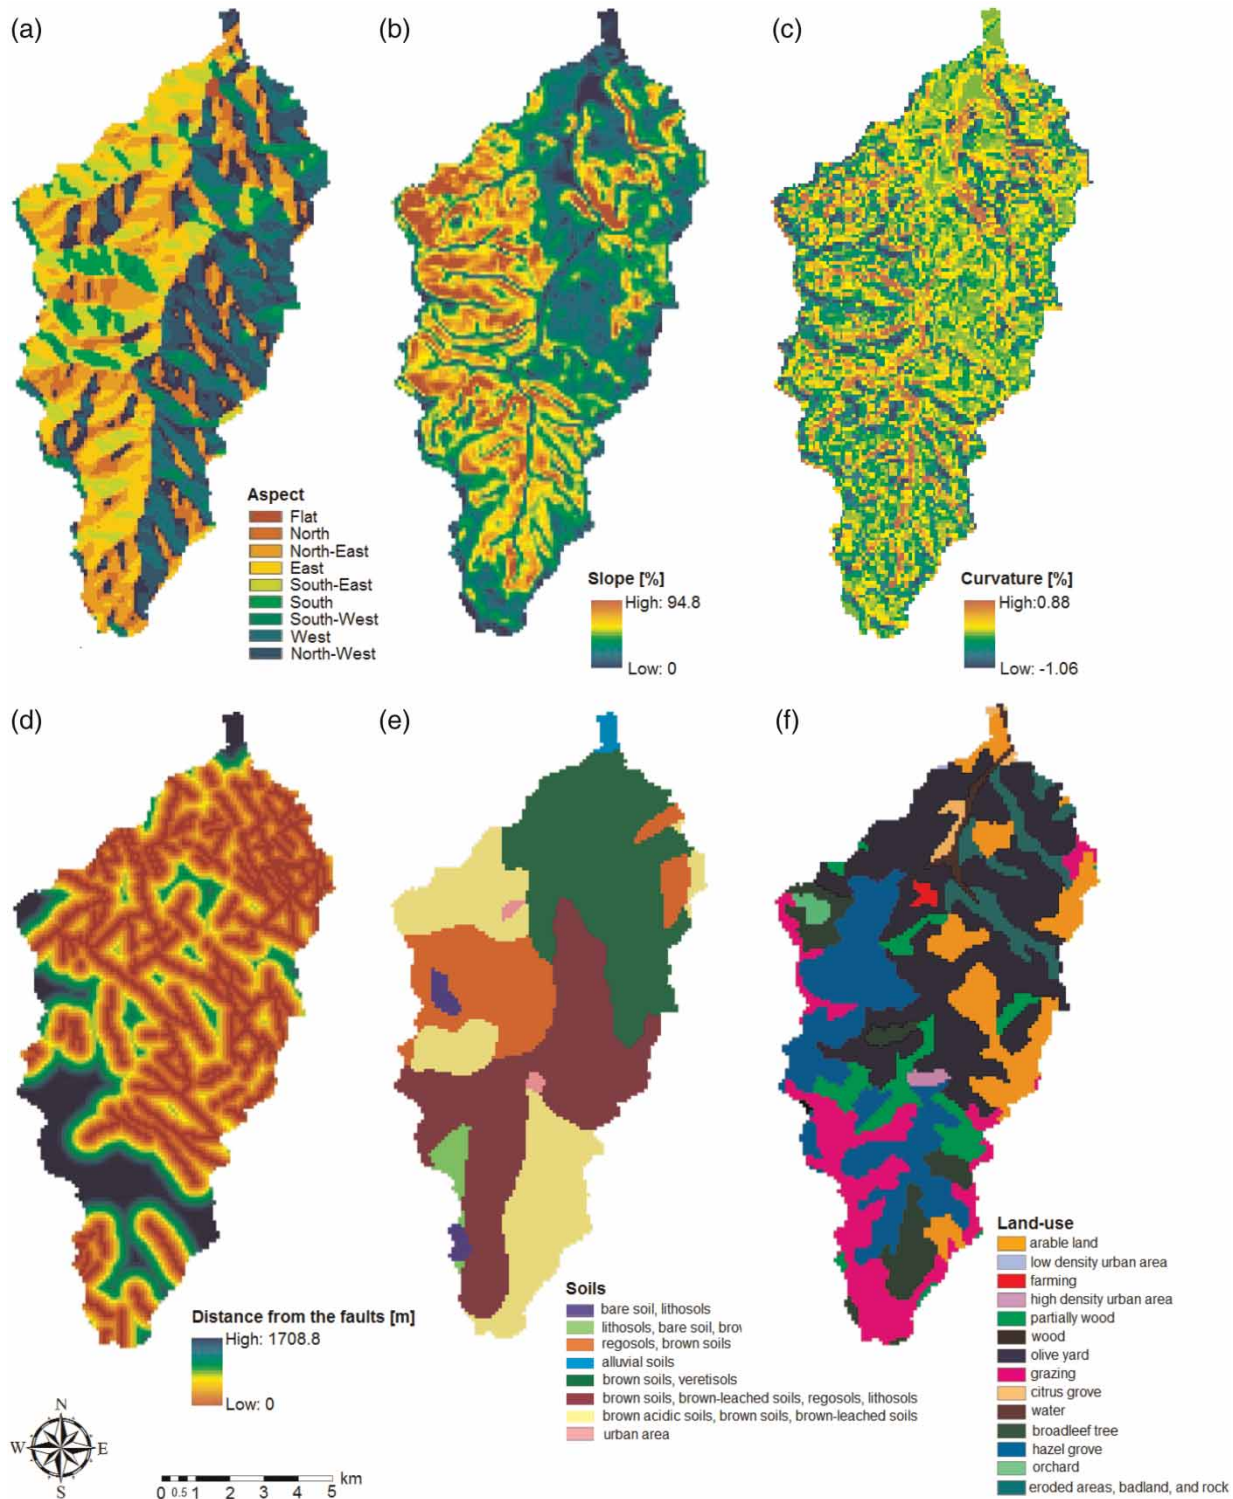 (a)
(b)
(c)
Aspect
Flat
North
North-East
East
South-East
South
South-West
West
North-West
Slope [%]
High: 94.8
Low: 0
Curvature [%]
High:0.88
Low: -1.06
(d)
(e)
(f)
Distance from the faults [m]
High: 1708.8
Low: 0
Soils
bare soil, lithosols
lithosols, bare soil, brov
regosols, brown soils
alluvial soils
brown soils, veretisols
brown soils, brown-leached soils, regosols, lithosols
brown acidic soils, brown soils, brown-leached soils
urban area
Land-use
arable land
low density urban area
farming
high density urban area
partially wood
wood
olive yard
grazing
citrus grove
water
broadleef tree
hazel grove
orchard
eroded areas, badland, and rock
N
W E
S
km
0 0.5 1 2 3 4 5